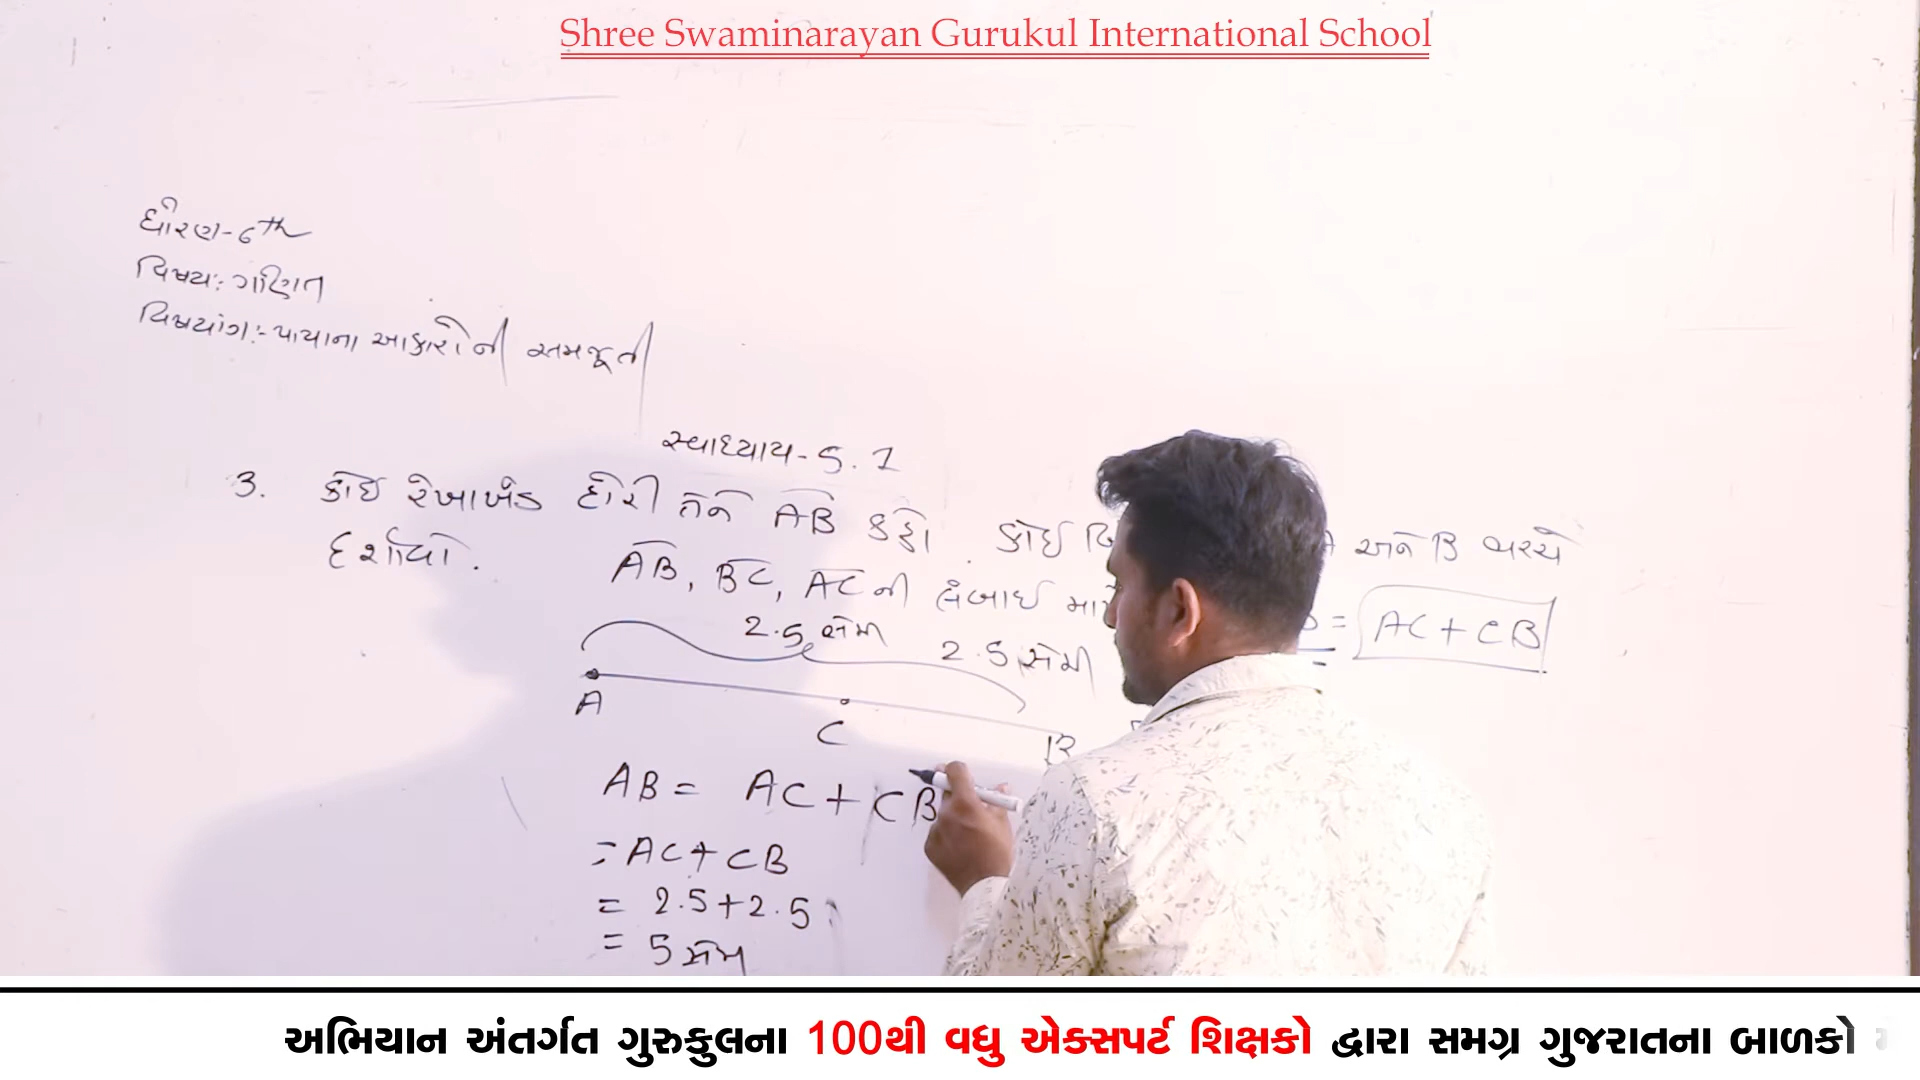 Shree Swaminarayan Gurukul International School
ધોરણ-6th
વિષય: ગણિત
વિષયાંગ:- પાયાના આકારોની સમજૂતી
સ્વાધ્યાય-5.1
3. કોઈ રેખાખંડ દોરી તેને AB કહો. કોઈ બિ A અને B વચ્ચે
દર્શાવો. AB, BC, AC ની લંબાઈ = AC+CB
2.5 સેમી 2.5 સેમી
A C B
AB = AC + CB
= AC + CB
= 2.5+2.5
= 5 સેમ
અભિયાન અંતર્ગત ગુરુકુલના 100થી વધુ એક્સપર્ટ શિક્ષકો દ્વારા સમગ્ર ગુજરાતના બાળકો